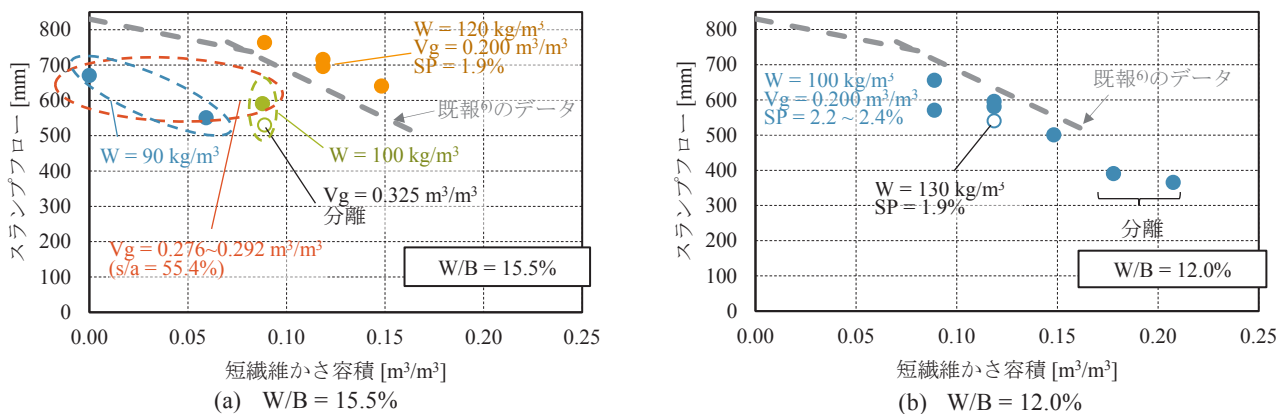 スランプフロー [mm]
800
700
600
500
400
300
200
100
0
0.00
0.05
0.10
0.15
0.20
0.25
短繊維かさ容積 [m³/m³]
W = 120 kg/m³
Vg = 0.200 m³/m³
SP = 1.9%
既報⁶⁾のデータ
W = 90 kg/m³
W = 100 kg/m³
Vg = 0.325 m³/m³
分離
Vg = 0.276~0.292 m³/m³
(s/a = 55.4%)
W/B = 15.5%
(a) W/B = 15.5%
スランプフロー [mm]
800
700
600
500
400
300
200
100
0
0.00
0.05
0.10
0.15
0.20
0.25
短繊維かさ容積 [m³/m³]
W = 100 kg/m³
Vg = 0.200 m³/m³
SP = 2.2 ~ 2.4%
既報⁶⁾のデータ
W = 130 kg/m³
SP = 1.9%
分離
W/B = 12.0%
(b) W/B = 12.0%